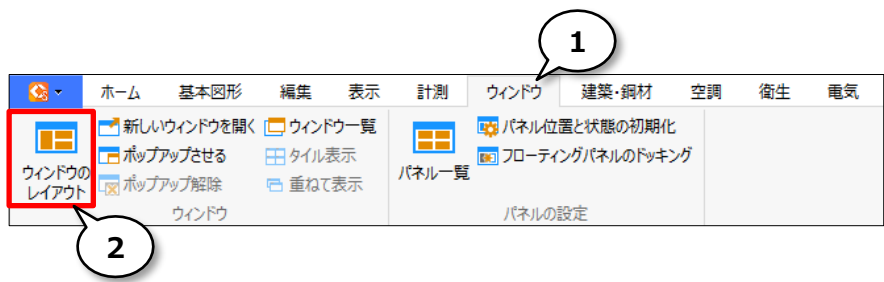 1
ホーム 基本図形 編集 表示 計測 ウィンドウ 建築・鋼材 空調 衛生 電気
ウィンドウの
レイアウト
新しいウィンドウを開く
ポップアップさせる
ポップアップ解除
ウィンドウ一覧
タイル表示
重ねて表示
ウィンドウ
パネル一覧
パネル位置と状態の初期化
フローティングパネルのドッキング
パネルの設定
2